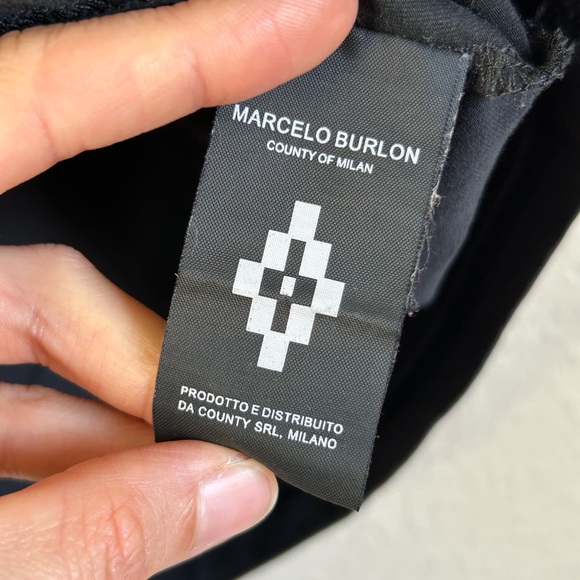 MARCELO BURLON
COUNTY OF MILAN
PRODOTTO E DISTRIBUITO
DA COUNTY SRL, MILANO